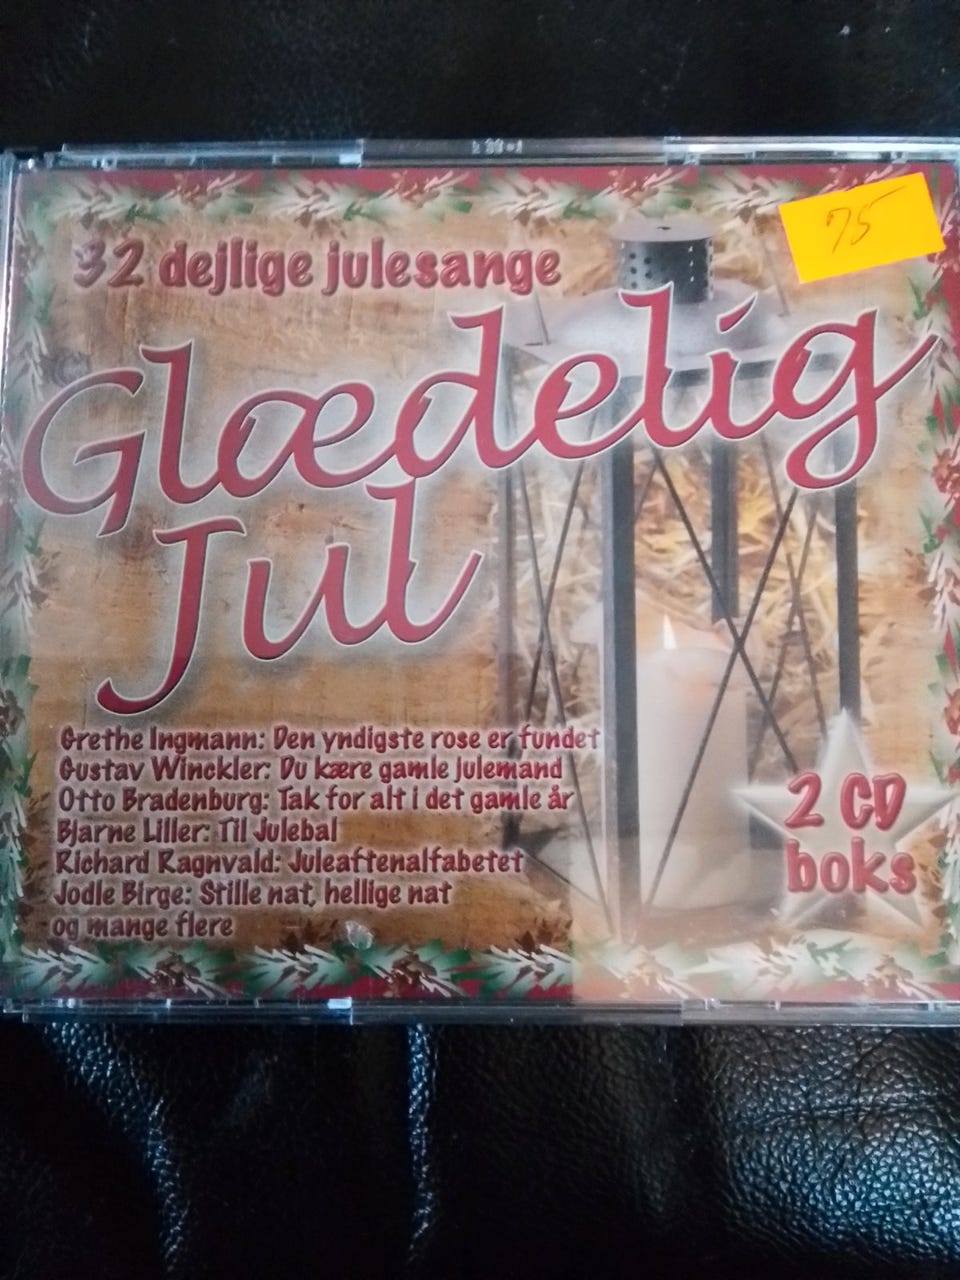 75
32 dejlige julesange
Glædelig
Jul
Grethe Ingmann: Den yndigste rose er fundet
Gustav Winckler: Du kære gamle julemand
Otto Bradenburg: Tak for alt i det gamle år
Bjarne Liller: Til Julebal
Richard Ragnvald: Juleaftenalfabetet
Jodle Birge: Stille nat, hellige nat
og mange flere
2 CD
boks